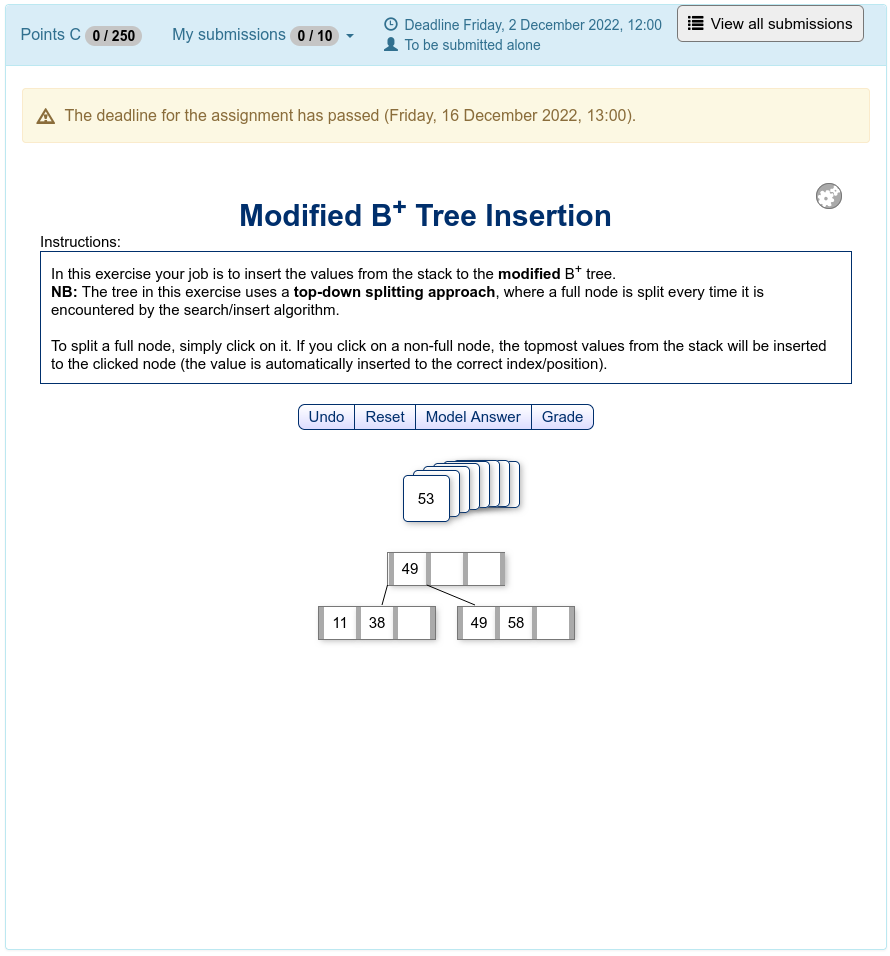 Points C 0 / 250 My submissions 0 / 10 Deadline Friday, 2 December 2022, 12:00 View all submissions
To be submitted alone
The deadline for the assignment has passed (Friday, 16 December 2022, 13:00).
Modified B+ Tree Insertion
Instructions:
In this exercise your job is to insert the values from the stack to the modified B+ tree.
NB: The tree in this exercise uses a top-down splitting approach, where a full node is split every time it is
encountered by the search/insert algorithm.
To split a full node, simply click on it. If you click on a non-full node, the topmost values from the stack will be inserted
to the clicked node (the value is automatically inserted to the correct index/position).
Undo Reset Model Answer Grade
53
49
11 38 49 58